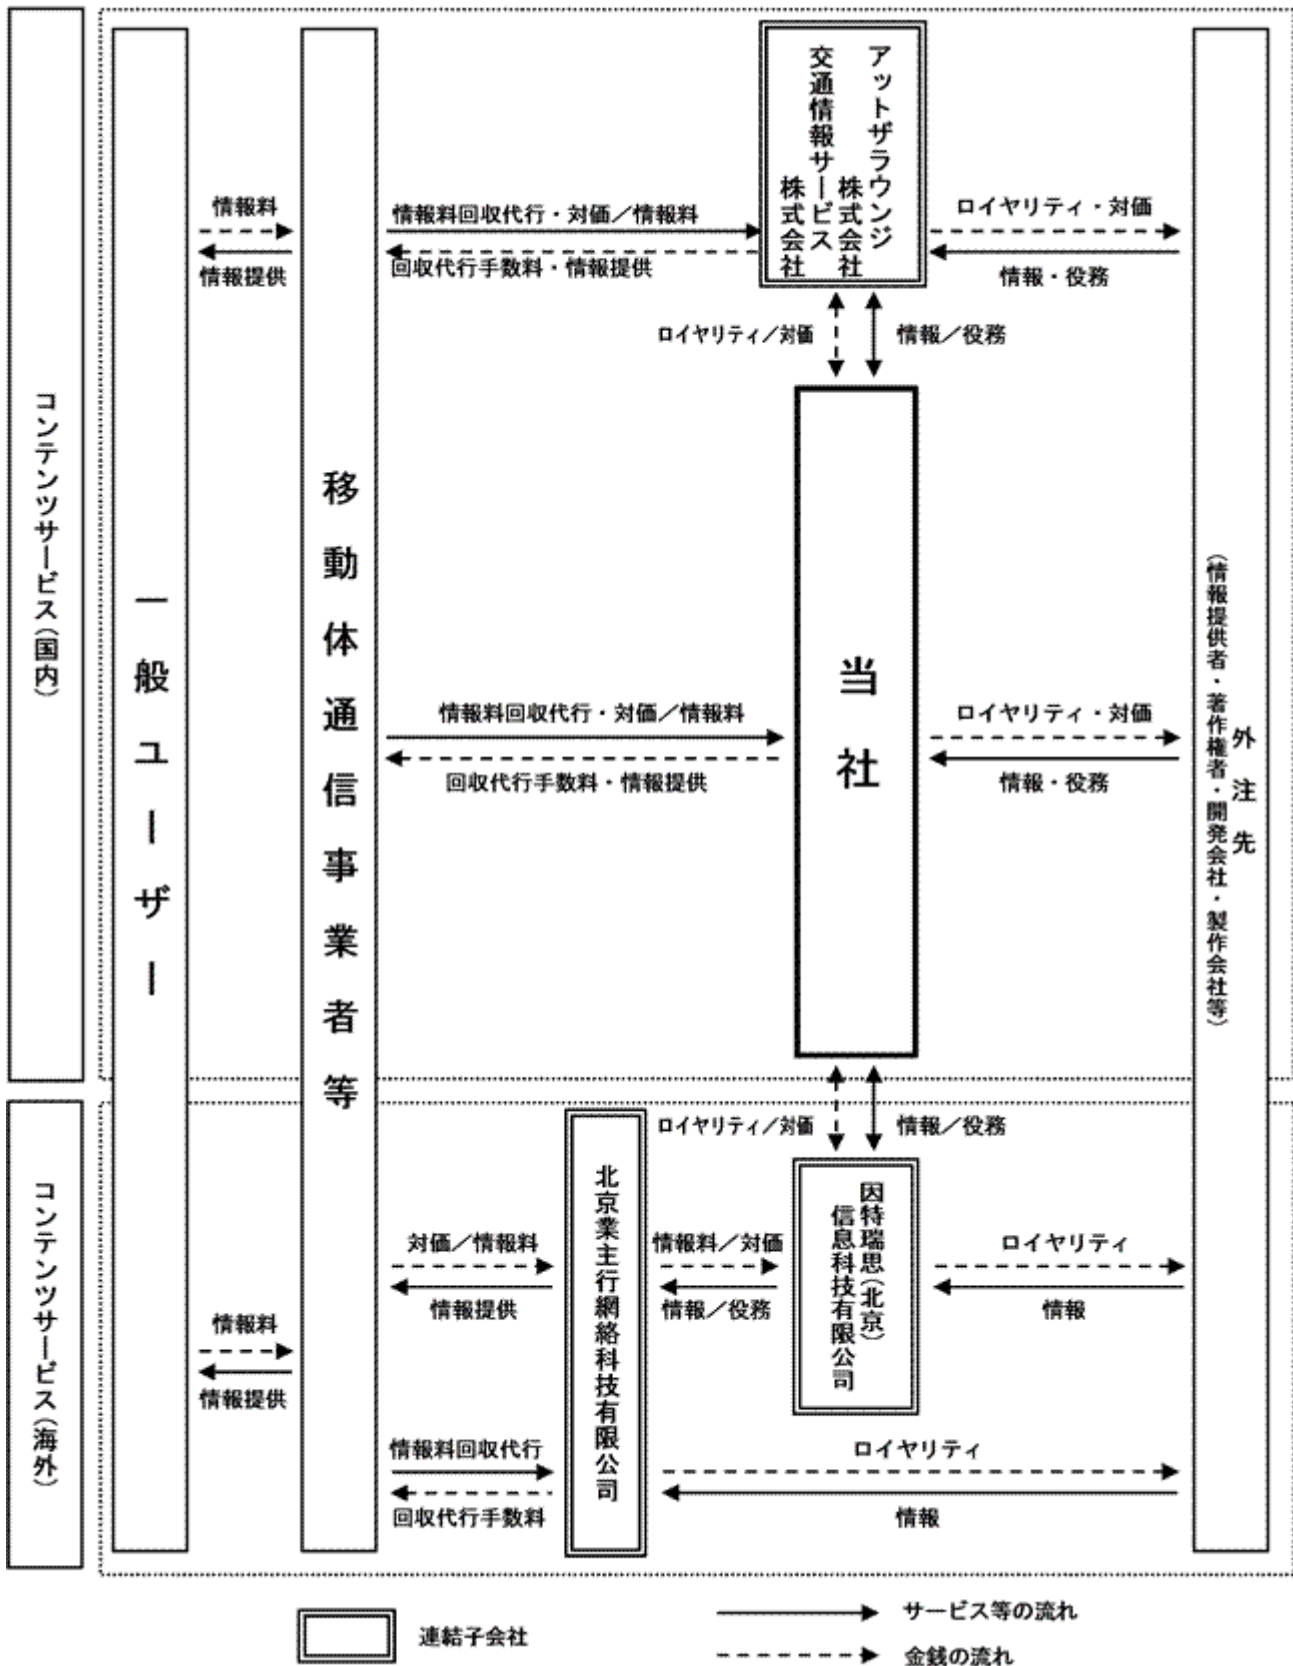 コンテンツサービス（国内）
一般ユーザー
移動体通信事業者等
情報料
情報提供
情報料回収代行・対価／情報料
回収代行手数料・情報提供
アットザラウンジ
株式会社
交通情報サービス
株式会社
ロイヤリティ・対価
情報・役務
ロイヤリティ／対価
情報／役務
当社
情報料回収代行・対価／情報料
回収代行手数料・情報提供
ロイヤリティ・対価
情報・役務
外注先
（情報提供者・著作権者・開発会社・製作会社等）
ロイヤリティ／対価
情報／役務
コンテンツサービス（海外）
情報料
情報提供
対価／情報料
情報提供
情報料回収代行
回収代行手数料
北京業主行網絡科技有限公司
情報料／対価
情報／役務
因特瑞思（北京）
信息科技有限公司
ロイヤリティ
情報
ロイヤリティ
情報
連結子会社
サービス等の流れ
金銭の流れ